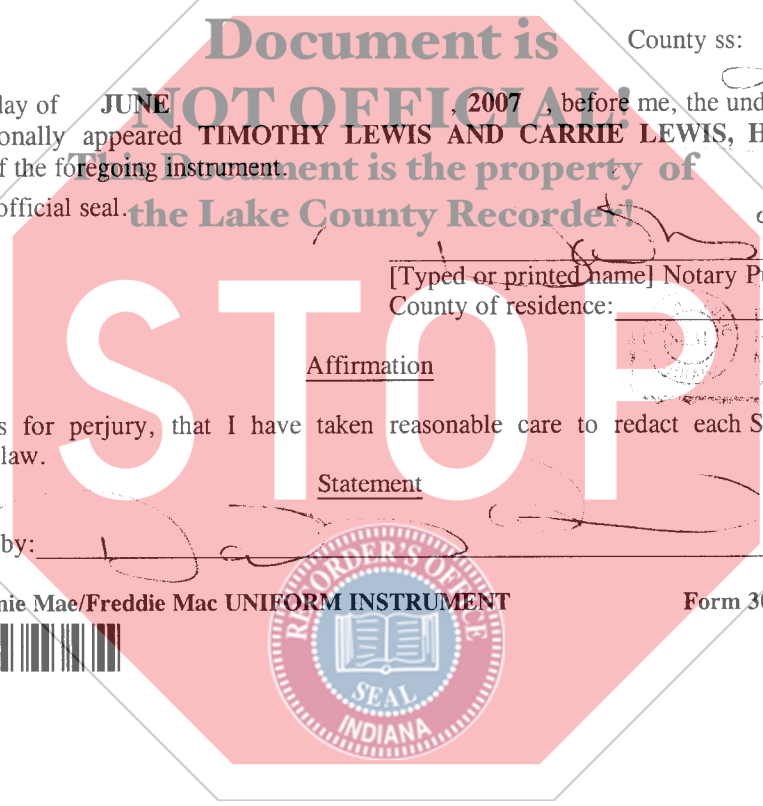 Document is
County ss:
lay of JUNE , 2007 , before me, the und
NOT OFFICIAL!
onally appeared TIMOTHY LEWIS AND CARRIE LEWIS, H
f the foregoing instrument.
This Document is the property of
official seal.
the Lake County Recorder!
[Typed or printed name] Notary Pu
County of residence:
STOP
Affirmation
s for perjury, that I have taken reasonable care to redact each S
law.
Statement
by:
RECORDER'S OFFICE
nie Mae/Freddie Mac UNIFORM INSTRUMENT Form 30
SEAL
INDIANA